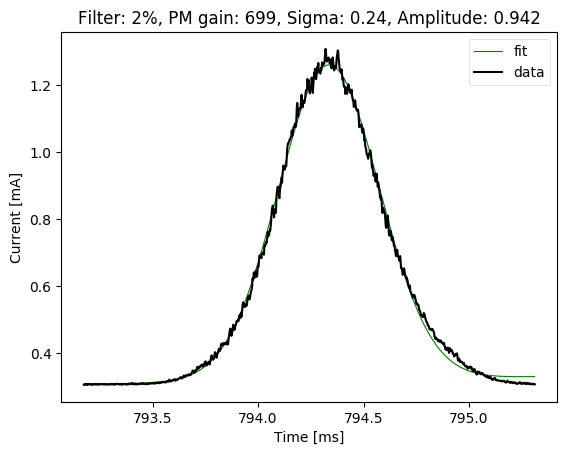 Filter: 2%, PM gain: 699, Sigma: 0.24, Amplitude: 0.942
fit
data
1.2
1.0
0.8
0.6
0.4
Current [mA]
793.5
794.0
794.5
795.0
Time [ms]